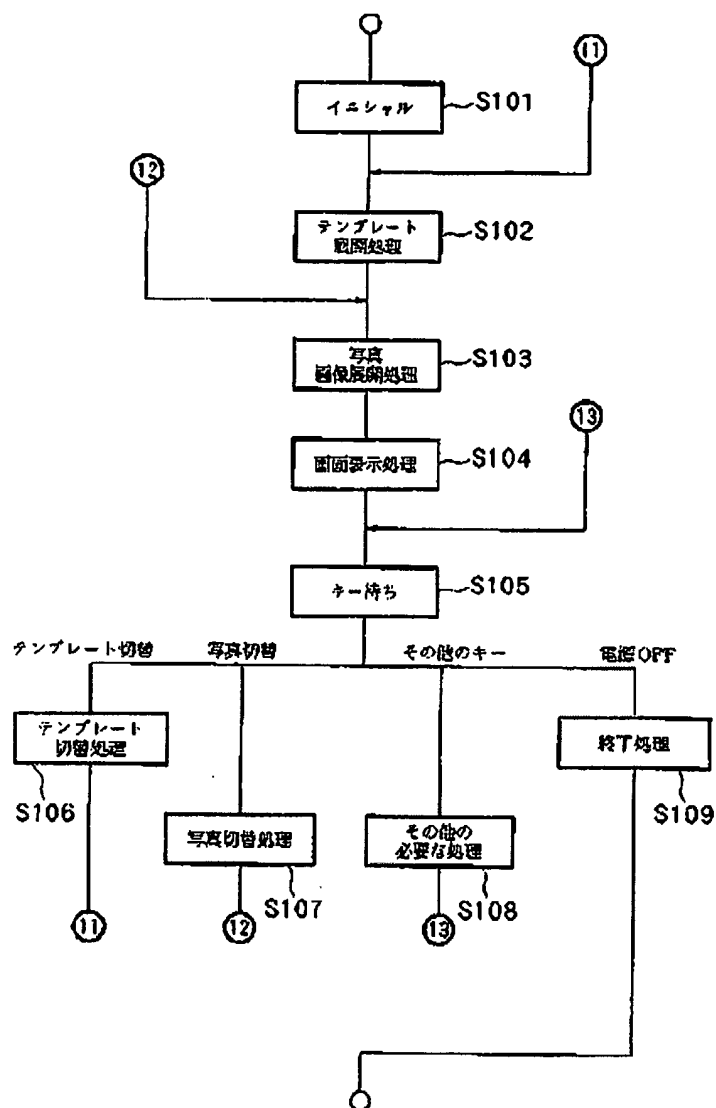 11
イニシャル
S101
12
テンプレート
展開処理
S102
写真
画像展開処理
S103
13
画面表示処理
S104
キー待ち
S105
テンプレート切替
写真切替
その他のキー
電源OFF
テンプレート
切替処理
終了処理
S106
S109
写真切替処理
その他の
必要な処理
S107
S108
11
12
13